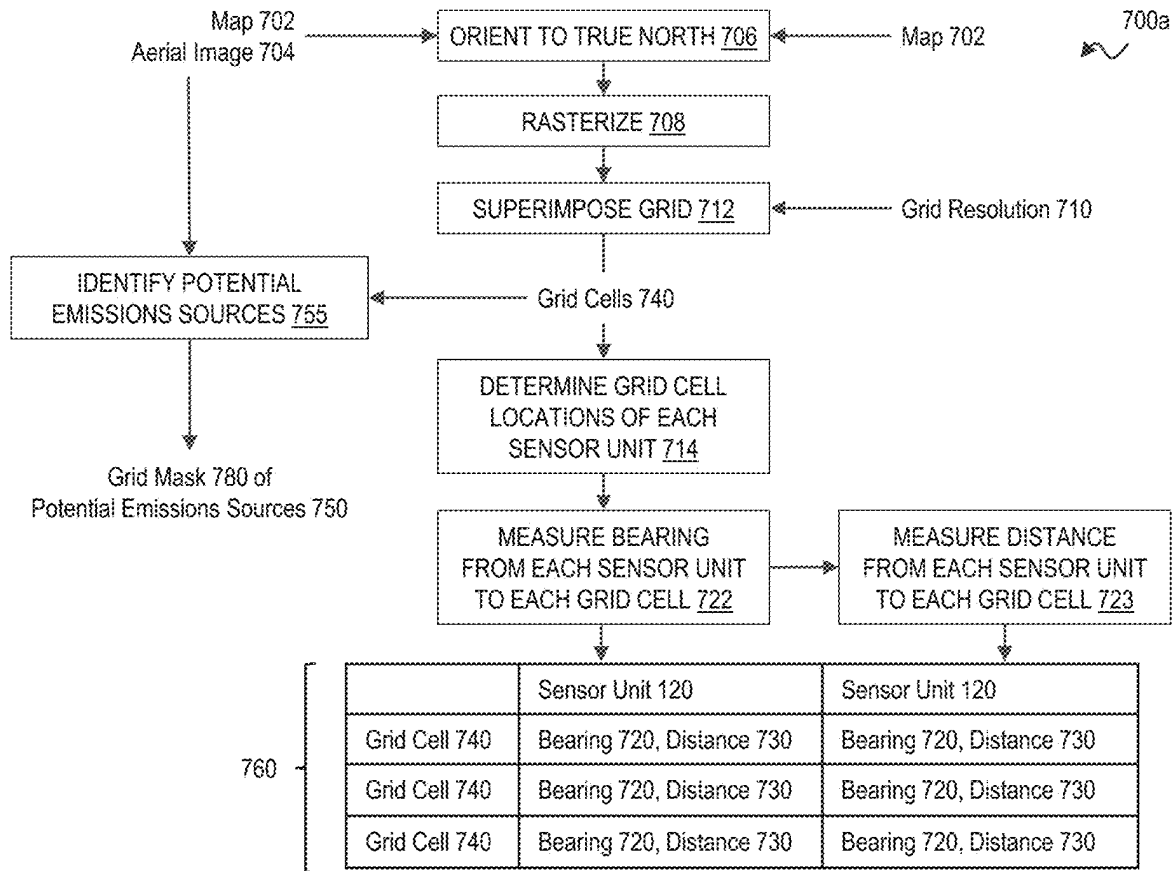 Map 702
Aerial Image 704
ORIENT TO TRUE NORTH 706
Map 702
700a
RASTERIZE 708
SUPERIMPOSE GRID 712
Grid Resolution 710
IDENTIFY POTENTIAL
EMISSIONS SOURCES 755
Grid Cells 740
DETERMINE GRID CELL
LOCATIONS OF EACH
SENSOR UNIT 714
Grid Mask 780 of
Potential Emissions Sources 750
MEASURE BEARING
FROM EACH SENSOR UNIT
TO EACH GRID CELL 722
MEASURE DISTANCE
FROM EACH SENSOR UNIT
TO EACH GRID CELL 723
760
Sensor Unit 120 Sensor Unit 120
Grid Cell 740 Bearing 720, Distance 730 Bearing 720, Distance 730
Grid Cell 740 Bearing 720, Distance 730 Bearing 720, Distance 730
Grid Cell 740 Bearing 720, Distance 730 Bearing 720, Distance 730